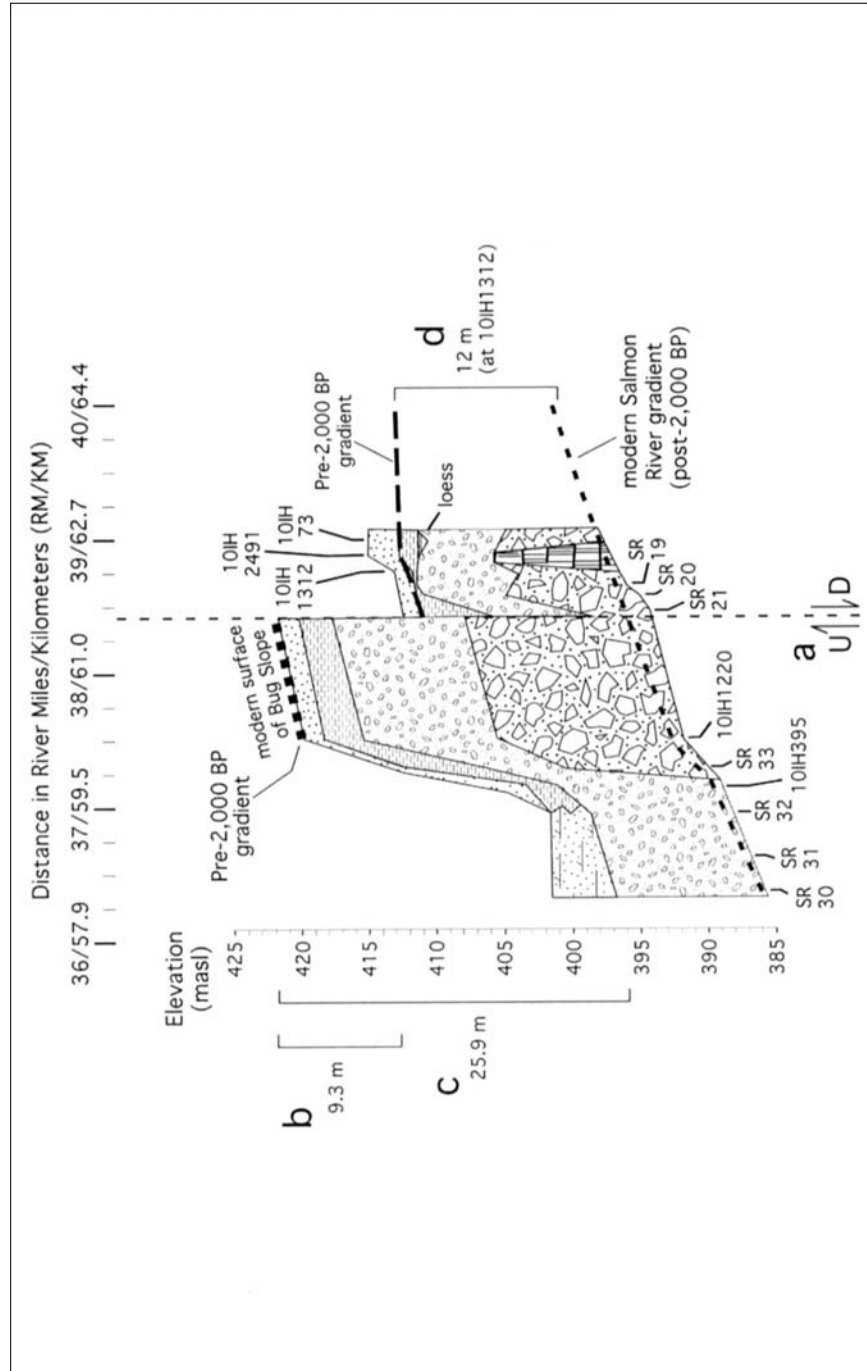 Distance in River Miles/Kilometers (RM/KM)
36/57.9
37/59.5
38/61.0
39/62.7
40/64.4
Elevation
(masl)
425
420
415
410
405
400
395
390
385
b
9.3 m
c
25.9 m
Pre-2,000 BP
gradient
modern surface
of Bug Slope
10IH
1312
10IH
2491
10IH
73
Pre-2,000 BP
gradient
loess
d
12 m
(at 10IH1312)
modern Salmon
River gradient
(post-2,000 BP)
SR
30
SR
31
SR
32
10IH395
SR
33
10IH1220
a
U
D
SR
21
SR
20
SR
19